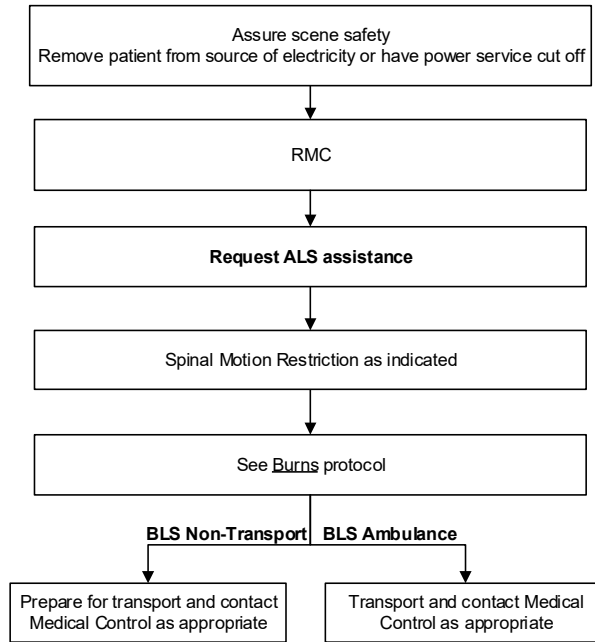 Assure scene safety
Remove patient from source of electricity or have power service cut off
RMC
Request ALS assistance
Spinal Motion Restriction as indicated
See Burns protocol
BLS Non-Transport
BLS Ambulance
Prepare for transport and contact
Medical Control as appropriate
Transport and contact Medical
Control as appropriate